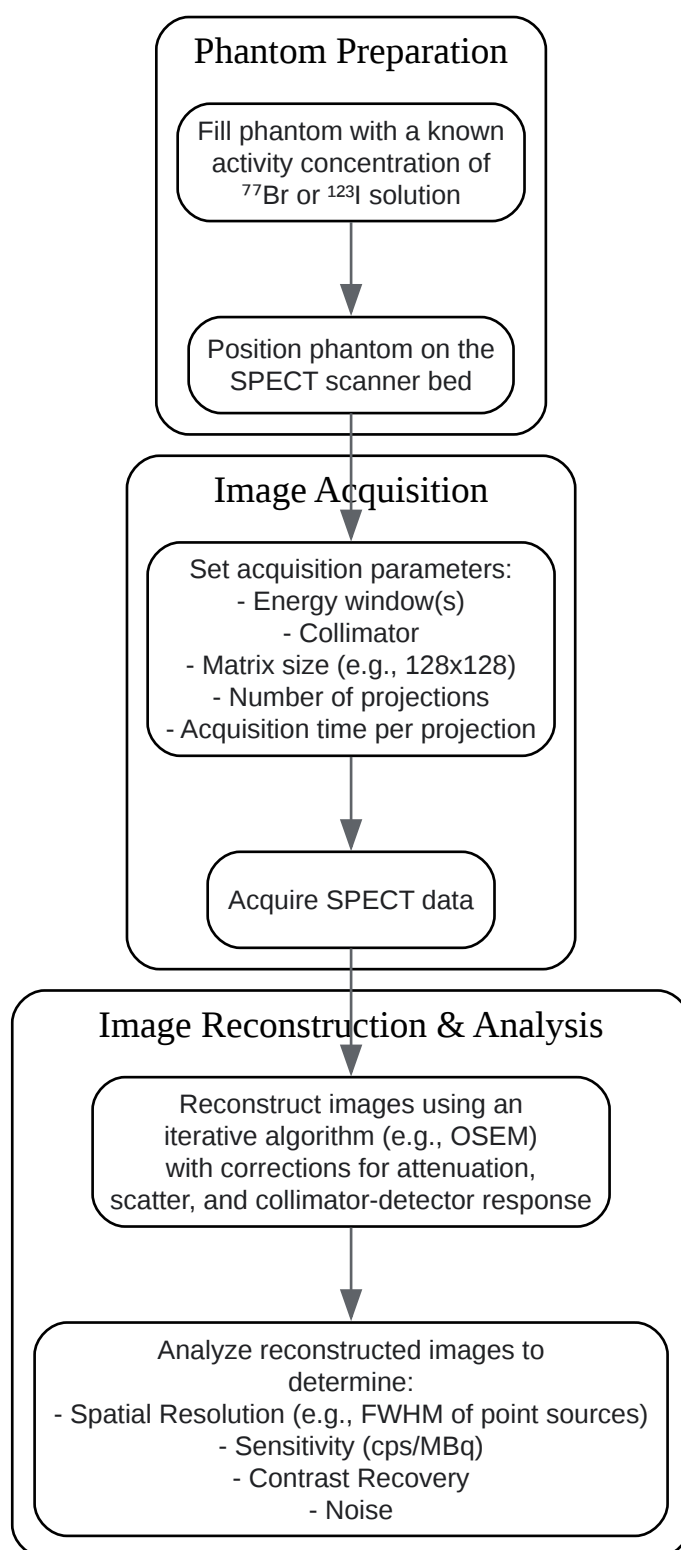 Phantom Preparation
Fill phantom with a known
activity concentration of
⁷⁷Br or ¹²³I solution
Position phantom on the
SPECT scanner bed
Image Acquisition
Set acquisition parameters:
- Energy window(s)
- Collimator
- Matrix size (e.g., 128x128)
- Number of projections
- Acquisition time per projection
Acquire SPECT data
Image Reconstruction & Analysis
Reconstruct images using an
iterative algorithm (e.g., OSEM)
with corrections for attenuation,
scatter, and collimator-detector response
Analyze reconstructed images to
determine:
- Spatial Resolution (e.g., FWHM of point sources)
- Sensitivity (cps/MBq)
- Contrast Recovery
- Noise